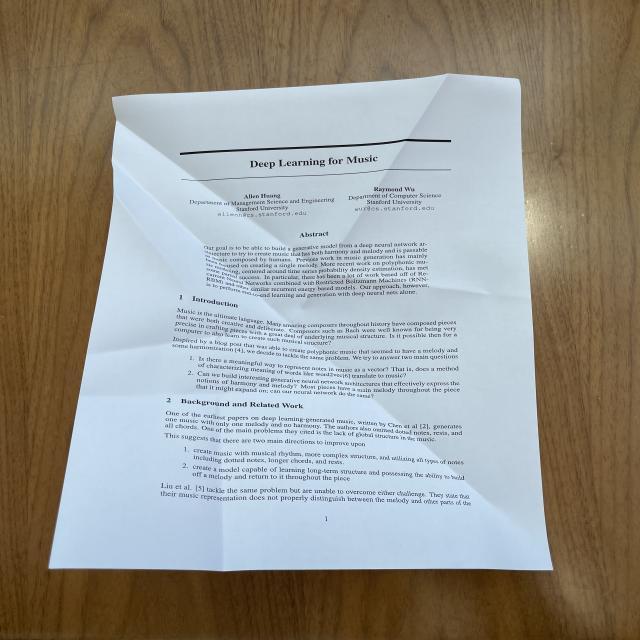 Deep Learning for Music
Allen Huang
Department of Management Science and Engineering
Stanford University
allenh@cs.stanford.edu
Raymond Wu
Department of Computer Science
Stanford University
wur@cs.stanford.edu
Abstract
Our goal is to be able to build a generative model from a deep neural network ar-
chitecture to try to create music that has both harmony and melody and is passable
as music composed by humans. Previous work in music generation has mainly
been focused on creating a single melody. More recent work on polyphonic mu-
sic modeling, centered around time series probability density estimation, has met
some partial success. In particular, there has been a lot of work based off of Re-
current Neural Networks combined with Restricted Boltzmann Machines (RNN-
RBM) and other similar recurrent energy based models. Our approach, however,
is to perform end-to-end learning and generation with deep neural nets alone.
1 Introduction
Music is the ultimate language. Many amazing composers throughout history have composed pieces
that were both creative and deliberate. Composers such as Bach were well known for being very
precise in crafting pieces with a great deal of underlying musical structure. Is it possible then for a
computer to also learn to create such musical structure?
Inspired by a blog post that was able to create polyphonic music that seemed to have a melody and
some harmonization [4], we decide to tackle the same problem. We try to answer two main questions
1. Is there a meaningful way to represent notes in music as a vector? That is, does a method
of characterizing meaning of words like word2vec[6] translate to music?
2. Can we build interesting generative neural network architectures that effectively express the
notions of harmony and melody? Most pieces have a main melody throughout the piece
that it might expand on; can our neural network do the same?
2 Background and Related Work
One of the earliest papers on deep learning-generated music, written by Chen et al [2], generates
one music with only one melody and no harmony. The authors also omitted dotted notes, rests, and
all chords. One of the main problems they cited is the lack of global structure in the music.
This suggests that there are two main directions to improve upon
1. create music with musical rhythm, more complex structure, and utilizing all types of notes
including dotted notes, longer chords, and rests.
2. create a model capable of learning long-term structure and possessing the ability to build
off a melody and return to it throughout the piece
Liu et al. [5] tackle the same problem but are unable to overcome either challenge. They state that
their music representation does not properly distinguish between the melody and other parts of the
1